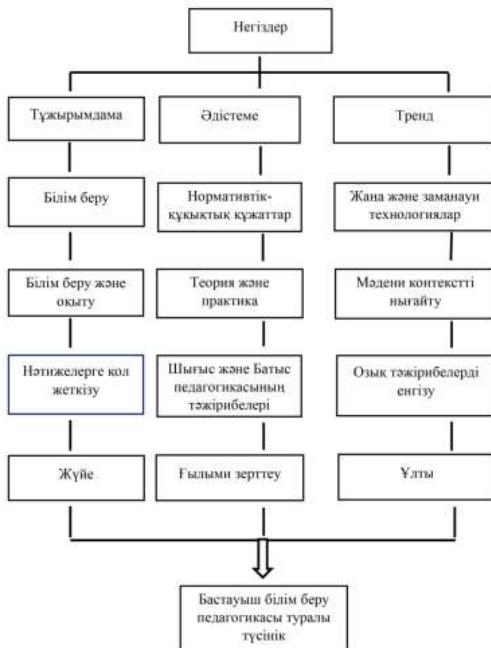 Негіздер
Тұжырымдама
Әдістеме
Тренд
Білім беру
Нормативтік-
құқықтық құжаттар
Жаңа және заманауи
технологиялар
Білім беру және
оқыту
Теория және
практика
Мәдени контекстті
нығайту
Нәтижелерге қол
жеткізу
Шығыс және Батыс
педагогикасының
тәжірибелері
Озық тәжірибелерді
енгізу
Жүйе
Ғылыми зерттеу
Ұлты
Бастауыш білім беру
педагогикасы туралы
түсінік